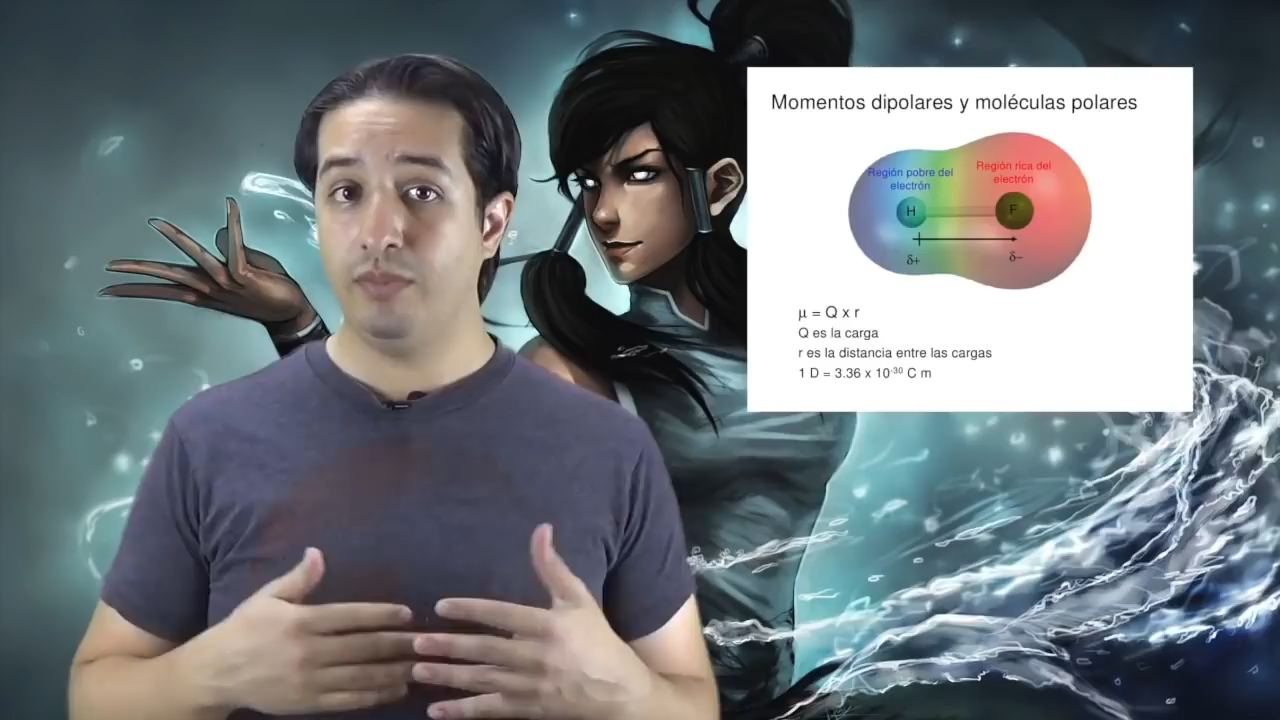 Momentos dipolares y moléculas polares
Región pobre del
electrón
Región rica del
electrón
H
F
δ+
δ−
μ = Q x r
Q es la carga
r es la distancia entre las cargas
1 D = 3.36 x 10⁻³⁰ C m